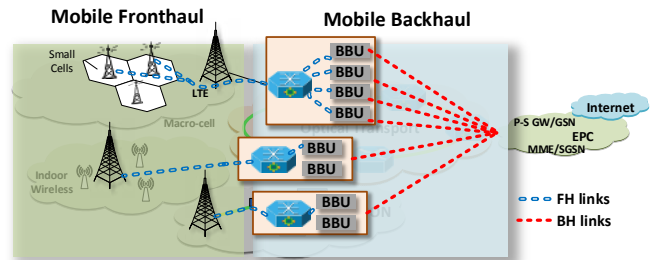 Mobile Fronthaul
Mobile Backhaul
Small
Cells
LTE
Macro-cell
BBU
BBU
BBU
BBU
Optical Transport
Internet
P-S GW/GSN
EPC
MME/SGSN
BBU
BBU
Indoor
Wireless
BBU
BBU
FH links
BH links